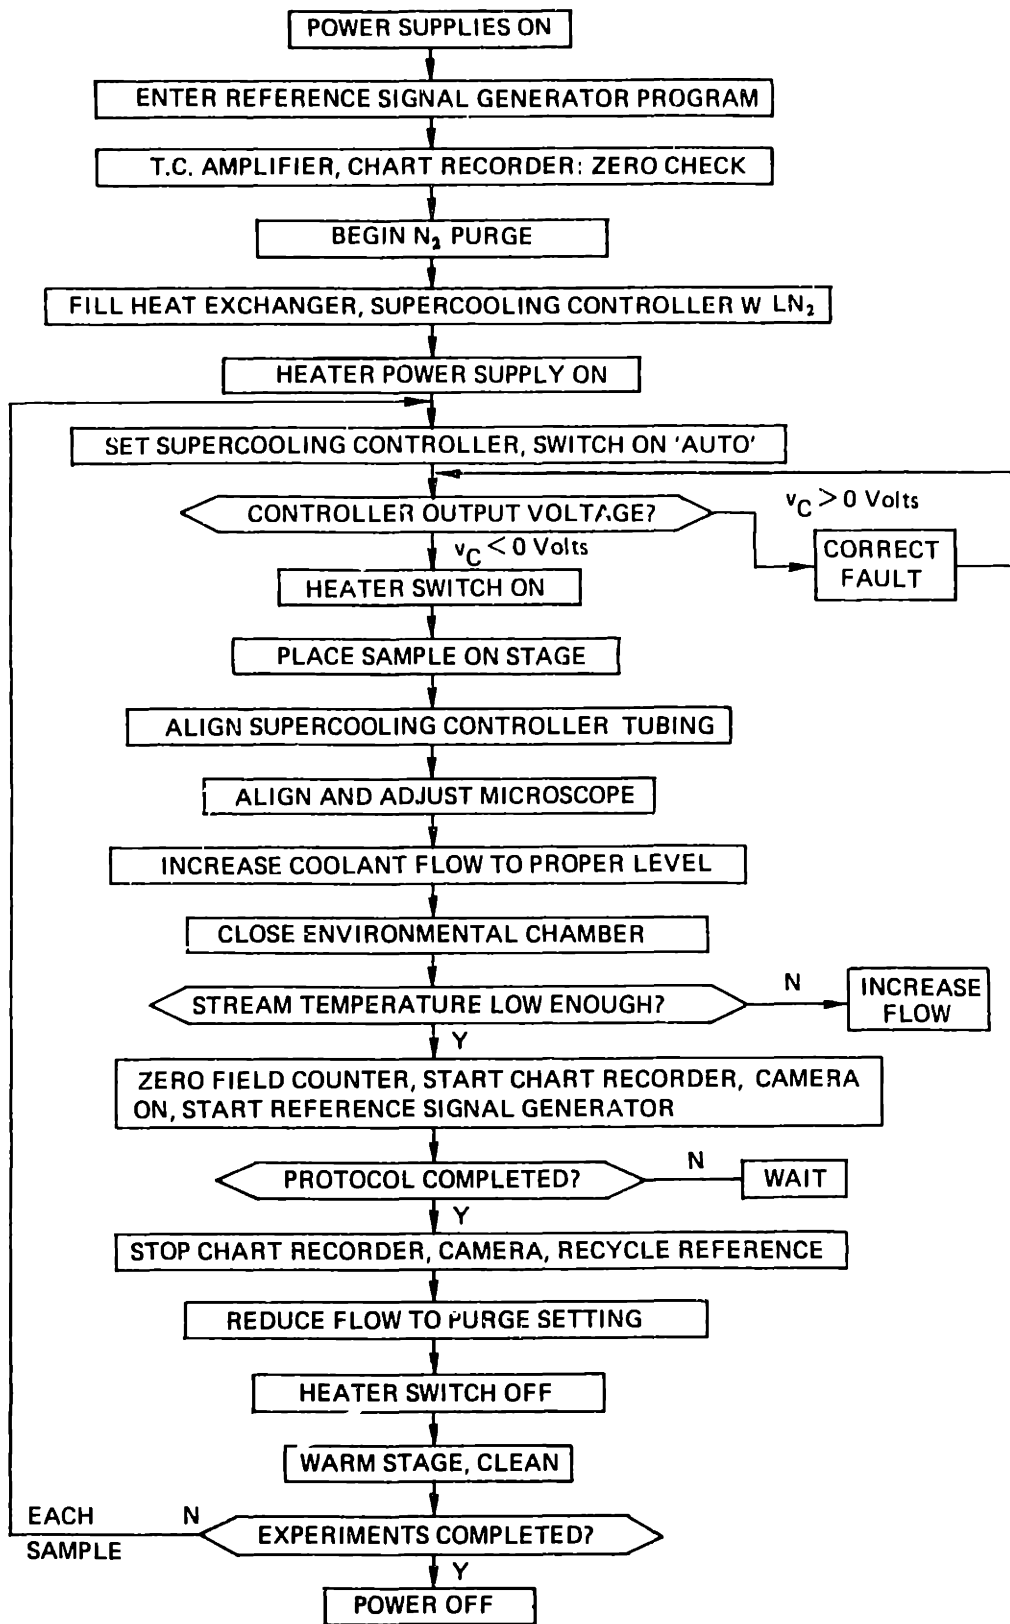 POWER SUPPLIES ON
ENTER REFERENCE SIGNAL GENERATOR PROGRAM
T.C. AMPLIFIER, CHART RECORDER: ZERO CHECK
BEGIN N₂ PURGE
FILL HEAT EXCHANGER, SUPERCOOLING CONTROLLER W LN₂
HEATER POWER SUPPLY ON
SET SUPERCOOLING CONTROLLER, SWITCH ON 'AUTO'
CONTROLLER OUTPUT VOLTAGE?
v_C > 0 Volts
CORRECT
FAULT
v_C < 0 Volts
HEATER SWITCH ON
PLACE SAMPLE ON STAGE
ALIGN SUPERCOOLING CONTROLLER TUBING
ALIGN AND ADJUST MICROSCOPE
INCREASE COOLANT FLOW TO PROPER LEVEL
CLOSE ENVIRONMENTAL CHAMBER
STREAM TEMPERATURE LOW ENOUGH?
N
INCREASE
FLOW
Y
ZERO FIELD COUNTER, START CHART RECORDER, CAMERA
ON, START REFERENCE SIGNAL GENERATOR
PROTOCOL COMPLETED?
N
WAIT
Y
STOP CHART RECORDER, CAMERA, RECYCLE REFERENCE
REDUCE FLOW TO PURGE SETTING
HEATER SWITCH OFF
WARM STAGE, CLEAN
EACH
SAMPLE
N
EXPERIMENTS COMPLETED?
Y
POWER OFF